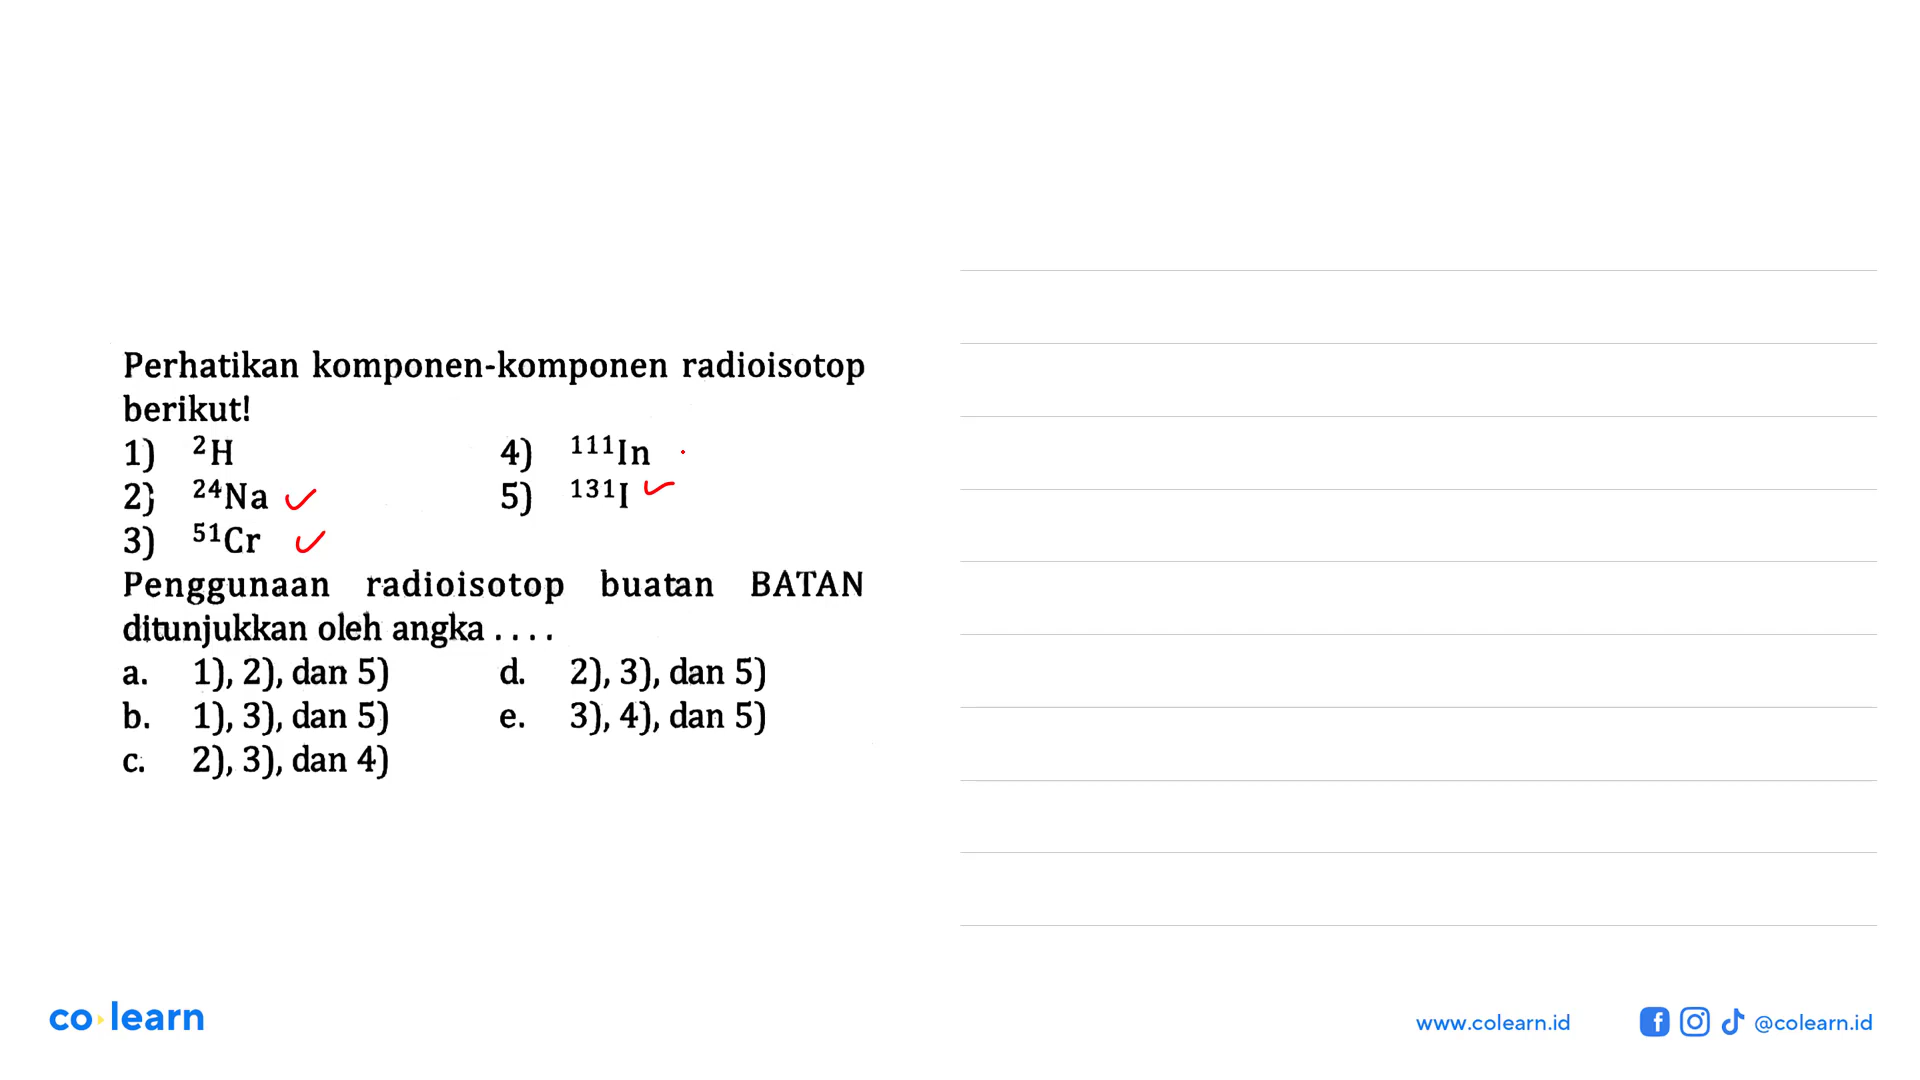 Perhatikan komponen-komponen radioisotop
berikut!
1) ²H 4) ¹¹¹In
2) ²⁴Na 5) ¹³¹I
3) ⁵¹Cr
Penggunaan radioisotop buatan BATAN
ditunjukkan oleh angka . . . .
a. 1), 2), dan 5) d. 2), 3), dan 5)
b. 1), 3), dan 5) e. 3), 4), dan 5)
c. 2), 3), dan 4)
co learn
www.colearn.id
@colearn.id